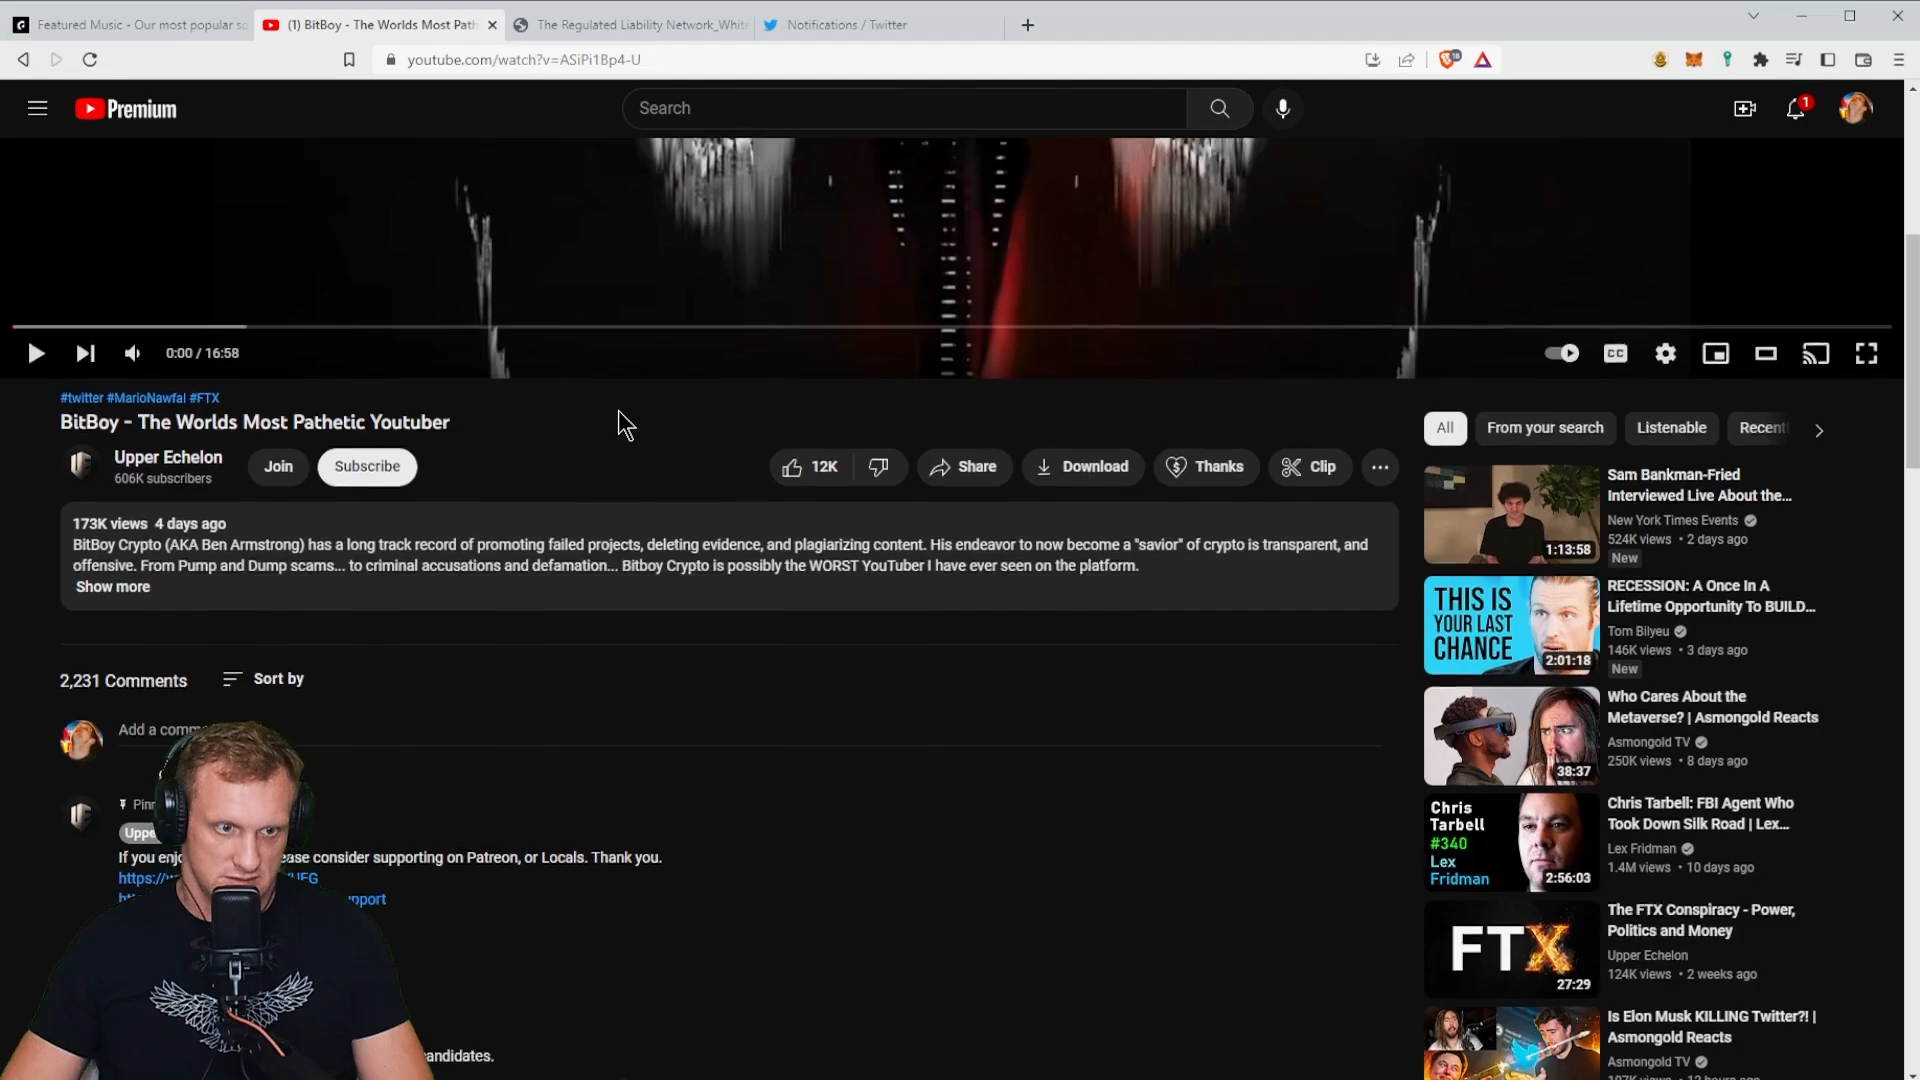 Featured Music - Our most popular so
(1) BitBoy - The Worlds Most Path
The Regulated Liability Network_White
Notifications / Twitter
youtube.com/watch?v=ASiPi1Bp4-U
Premium
Search
1
0:00 / 16:58
CC
#twitter #MarioNawfal #FTX
BitBoy - The Worlds Most Pathetic Youtuber
Upper Echelon
606K subscribers
Join
Subscribe
12K
Share
Download
Thanks
Clip
173K views 4 days ago
BitBoy Crypto (AKA Ben Armstrong) has a long track record of promoting failed projects, deleting evidence, and plagiarizing content. His endeavor to now become a "savior" of crypto is transparent, and
offensive. From Pump and Dump scams... to criminal accusations and defamation... Bitboy Crypto is possibly the WORST YouTuber I have ever seen on the platform.
Show more
2,231 Comments
Sort by
Add a comm
Pinn
Uppe
If you enjo ease consider supporting on Patreon, or Locals. Thank you.
https://w /UFG
ht pport
andidates.
All
From your search
Listenable
Recent
Sam Bankman-Fried
Interviewed Live About the...
New York Times Events
524K views • 2 days ago
New
1:13:58
THIS IS
YOUR LAST
CHANCE
2:01:18
RECESSION: A Once In A
Lifetime Opportunity To BUILD...
Tom Bilyeu
146K views • 3 days ago
New
38:37
Who Cares About the
Metaverse? | Asmongold Reacts
Asmongold TV
250K views • 8 days ago
Chris
Tarbell
#340
Lex
Fridman
2:56:03
Chris Tarbell: FBI Agent Who
Took Down Silk Road | Lex...
Lex Fridman
1.4M views • 10 days ago
FTX
27:29
The FTX Conspiracy - Power,
Politics and Money
Upper Echelon
124K views • 2 weeks ago
Is Elon Musk KILLING Twitter?! |
Asmongold Reacts
Asmongold TV